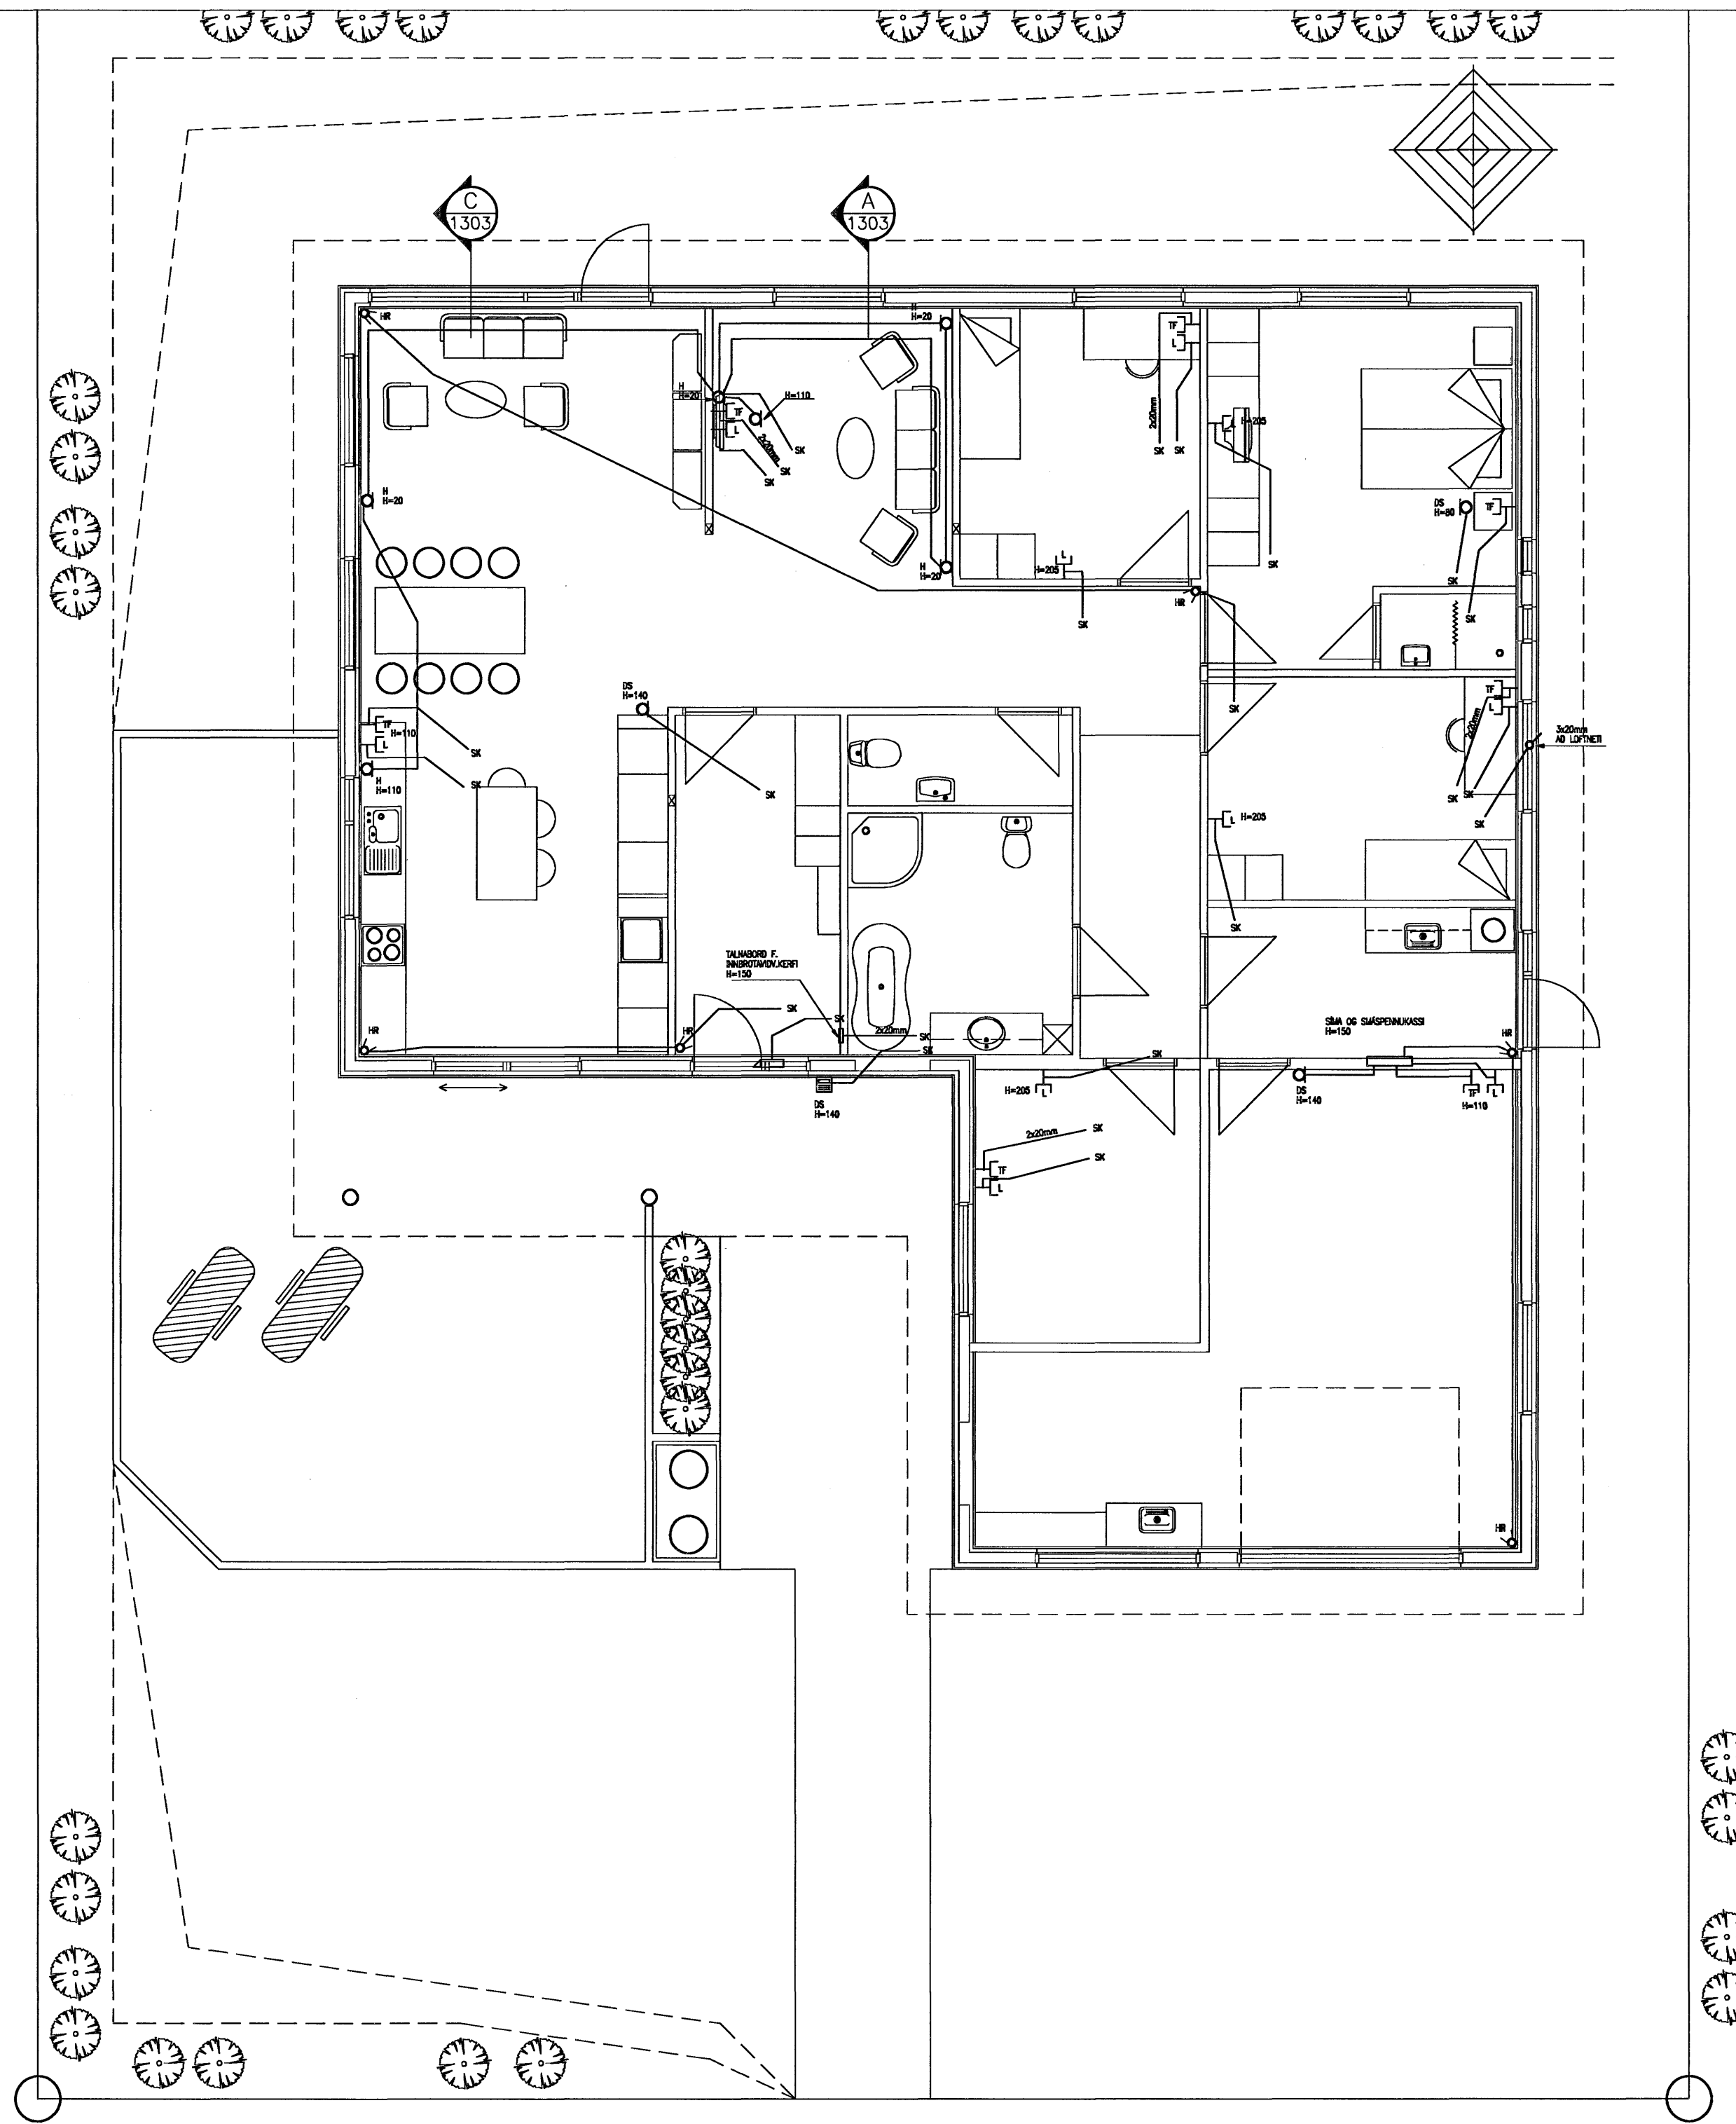 C
1303
A
1303
HR
H
H=20
TF
L
H
H=20
TF
L
H=110
2x20mm
SK
SK
SK
2x20mm
SK
SK
L
H=205
SK
H
H=20
DS
H=80
TF
SK
SK
H
H=20
L
H=205
SK
HR
SK
DS
H=140
SK
TF
H=110
L
SK
SK
H
H=110
TF
L
2x20mm
SK
SK
SK
3x20mm
AÐ LOFTNETI
L
H=205
SK
TALNABORÐ F.
INNBROTAVIÐV.KERFI
H=150
SK
SK
2x20mm
SK
SK
HR
HR
DS
H=140
SÍMA OG SMÁSPENNUKASSI
H=150
HR
SK
H=205
L
DS
H=140
TF
L
H=110
2x20mm
SK
TF
SK
L
HR